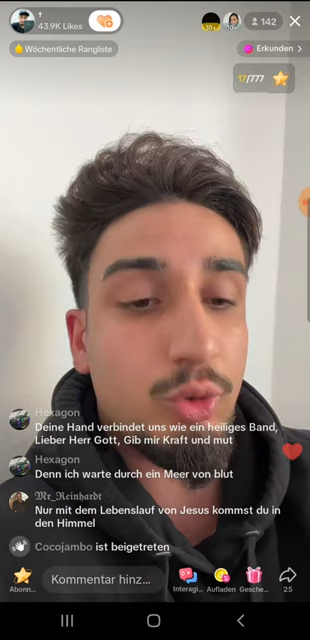 43.9K Likes
142
Wöchentliche Rangliste
Erkunden >
17/777
Hexagon
Deine Hand verbindet uns wie ein heiliges Band,
Lieber Herr Gott, Gib mir Kraft und mut
Hexagon
Denn ich warte durch ein Meer von blut
𝔐𝔯_ℜ𝔢𝔦𝔫𝔥𝔞𝔯𝔡𝔱
Nur mit dem Lebenslauf von Jesus kommst du in
den Himmel
Cocojambo ist beigetreten
Abonn...
Kommentar hinz...
Interagi...
Aufladen
Gesche...
25